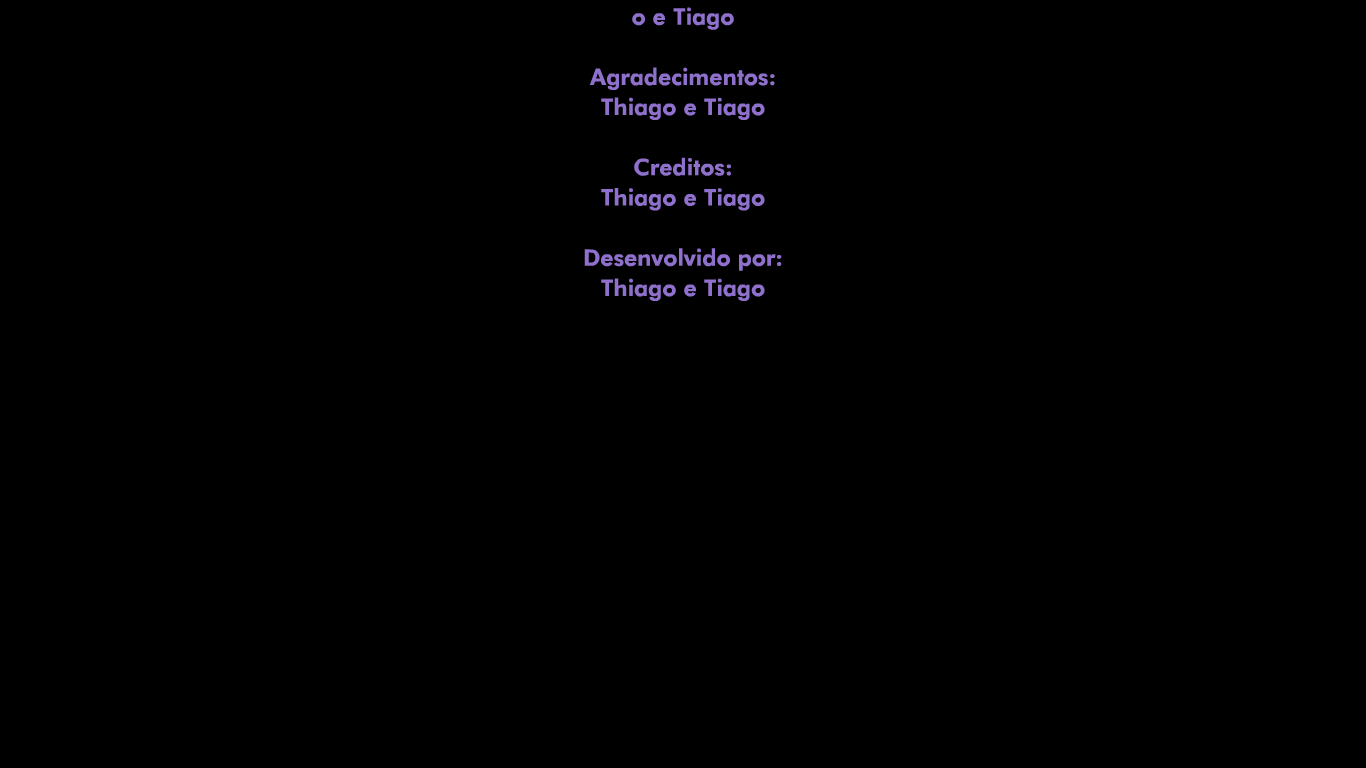 o e Tiago
Agradecimentos:
Thiago e Tiago
Creditos:
Thiago e Tiago
Desenvolvido por:
Thiago e Tiago